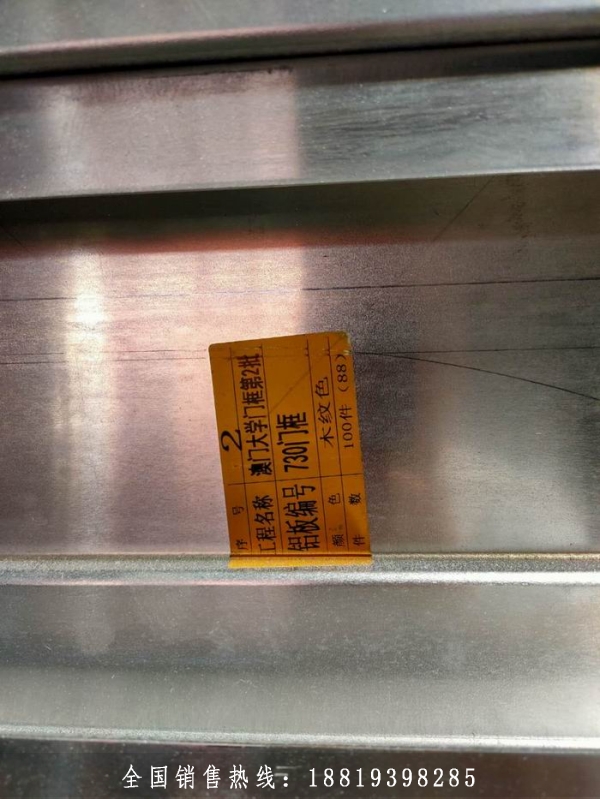 序 号 2
工程名称 澳门大学门框第2批
铝板编号 730门框
颜 色 木纹色
件 数 100件（88）
全国销售热线：18819398285